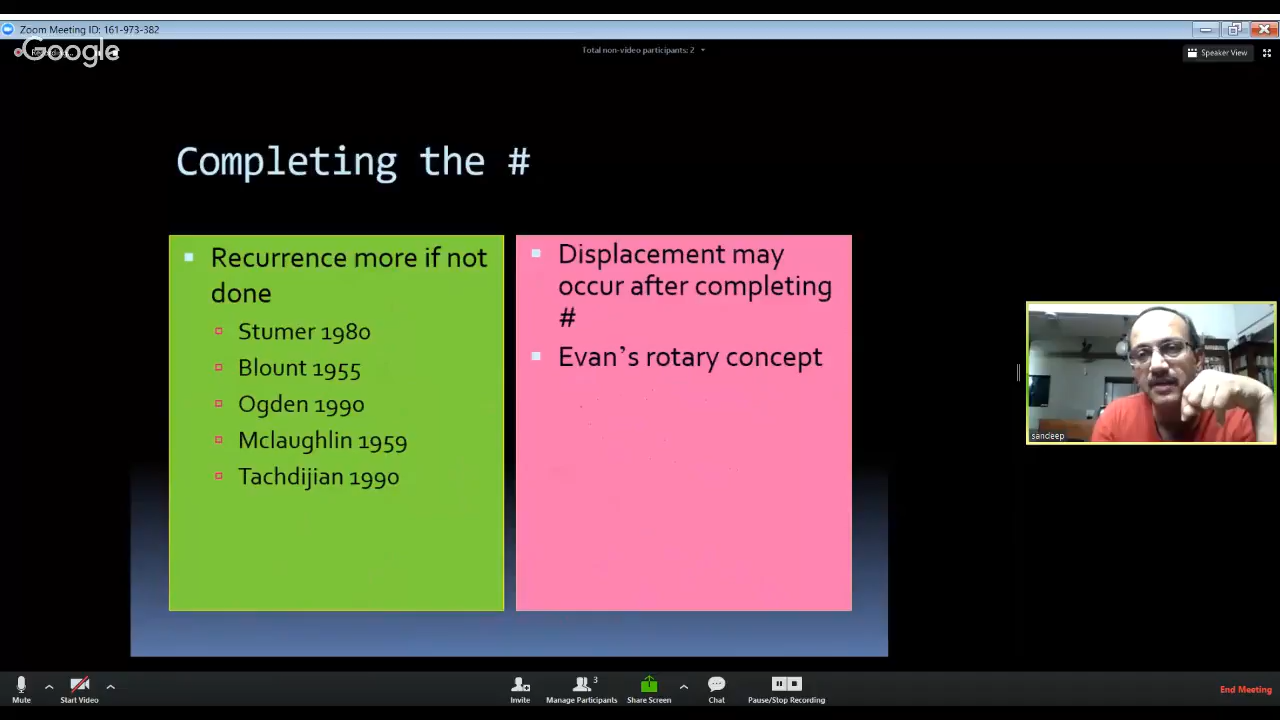 Zoom Meeting ID: 161-973-382
Google
Total non-video participants: 2
Speaker View
Completing the #
Recurrence more if not
done
Stumer 1980
Blount 1955
Ogden 1990
Mclaughlin 1959
Tachdijian 1990
Displacement may
occur after completing
#
Evan’s rotary concept
sandeep
Mute
Start Video
Invite
3
Manage Participants
Share Screen
Chat
Pause/Stop Recording
End Meeting